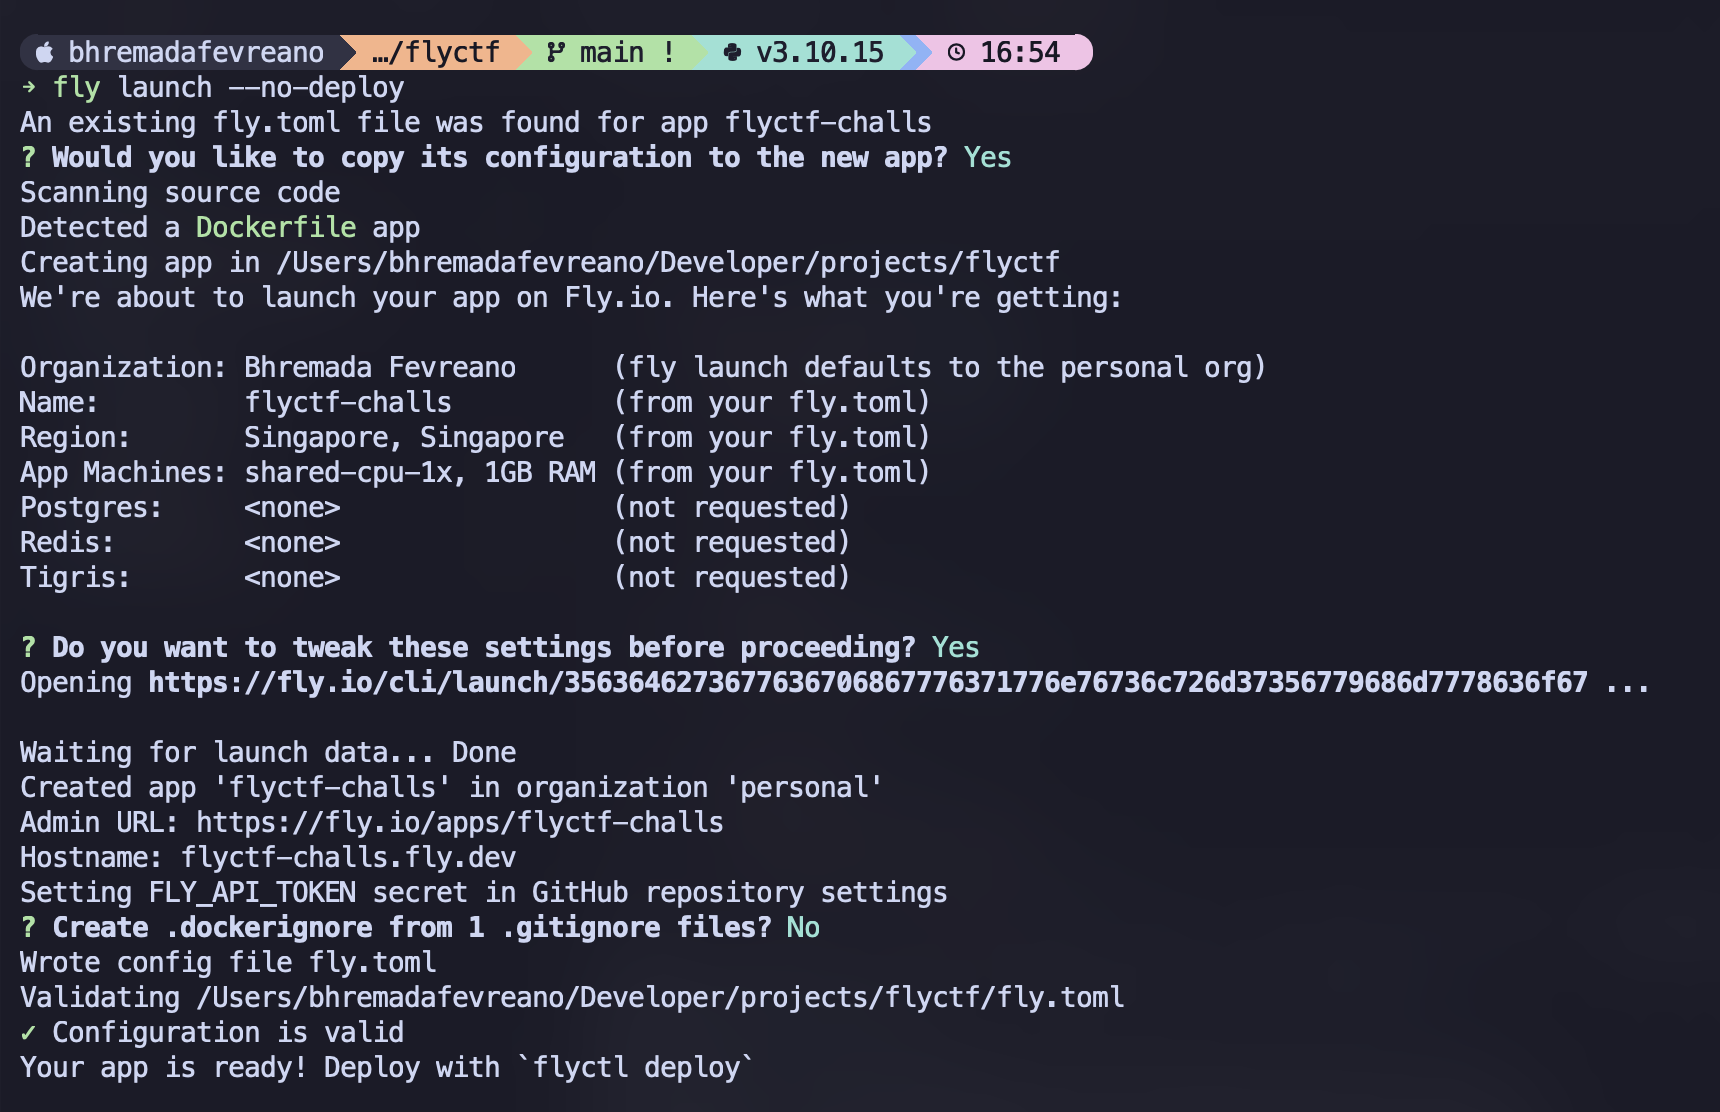 bhremadafevreano …/flyctf main ! v3.10.15 16:54
→ fly launch --no-deploy
An existing fly.toml file was found for app flyctf-challs
? Would you like to copy its configuration to the new app? Yes
Scanning source code
Detected a Dockerfile app
Creating app in /Users/bhremadafevreano/Developer/projects/flyctf
We're about to launch your app on Fly.io. Here's what you're getting:
Organization: Bhremada Fevreano (fly launch defaults to the personal org)
Name: flyctf-challs (from your fly.toml)
Region: Singapore, Singapore (from your fly.toml)
App Machines: shared-cpu-1x, 1GB RAM (from your fly.toml)
Postgres: <none> (not requested)
Redis: <none> (not requested)
Tigris: <none> (not requested)
? Do you want to tweak these settings before proceeding? Yes
Opening https://fly.io/cli/launch/3563646273677636706867776371776e76736c726d37356779686d7778636f67 ...
Waiting for launch data... Done
Created app 'flyctf-challs' in organization 'personal'
Admin URL: https://fly.io/apps/flyctf-challs
Hostname: flyctf-challs.fly.dev
Setting FLY_API_TOKEN secret in GitHub repository settings
? Create .dockerignore from 1 .gitignore files? No
Wrote config file fly.toml
Validating /Users/bhremadafevreano/Developer/projects/flyctf/fly.toml
✓ Configuration is valid
Your app is ready! Deploy with `flyctl deploy`